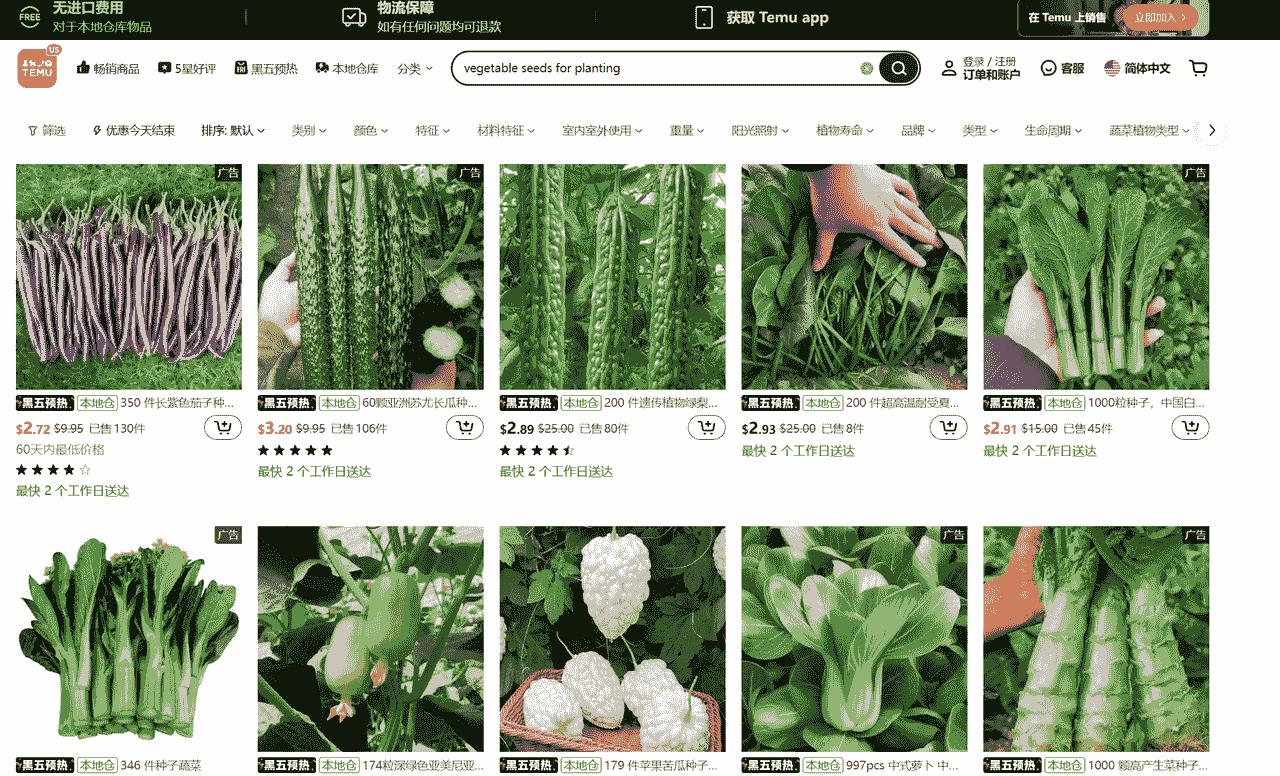 FREE
无进口费用
对于本地仓库物品
物流保障
如有任何问题均可退款
获取 Temu app
在 Temu 上销售
立即加入 >
TEMU
US
畅销商品
5星好评
黑五预热
本地仓库
分类
vegetable seeds for planting
登录 / 注册
订单和账户
客服
简体中文
筛选
优惠今天结束
排序: 默认
类别
颜色
特征
材料特征
室内室外使用
重量
阳光照射
植物寿命
品牌
类型
生命周期
蔬菜植物类型
广告
广告
广告
黑五预热 本地仓 350 件长紫色茄子种...
$2.72 $9.95 已售130件
60天内最低价格
最快 2 个工作日送达
黑五预热 本地仓 60颗亚洲苏尤长瓜种...
$3.20 $9.95 已售106件
最快 2 个工作日送达
黑五预热 本地仓 200 件遗传植物绿梨...
$2.89 $25.00 已售80件
最快 2 个工作日送达
黑五预热 本地仓 200 件超高温耐受夏...
$2.93 $25.00 已售8件
最快 2 个工作日送达
黑五预热 本地仓 1000粒种子，中国白...
$2.91 $15.00 已售45件
最快 2 个工作日送达
广告
广告
广告
黑五预热 本地仓 346 件种子蔬菜
黑五预热 本地仓 174粒深绿色亚美尼亚...
黑五预热 本地仓 179 件苹果苦瓜种子...
黑五预热 本地仓 997pcs 中式萝卜 中...
黑五预热 本地仓 1000 颗高产生菜种子...